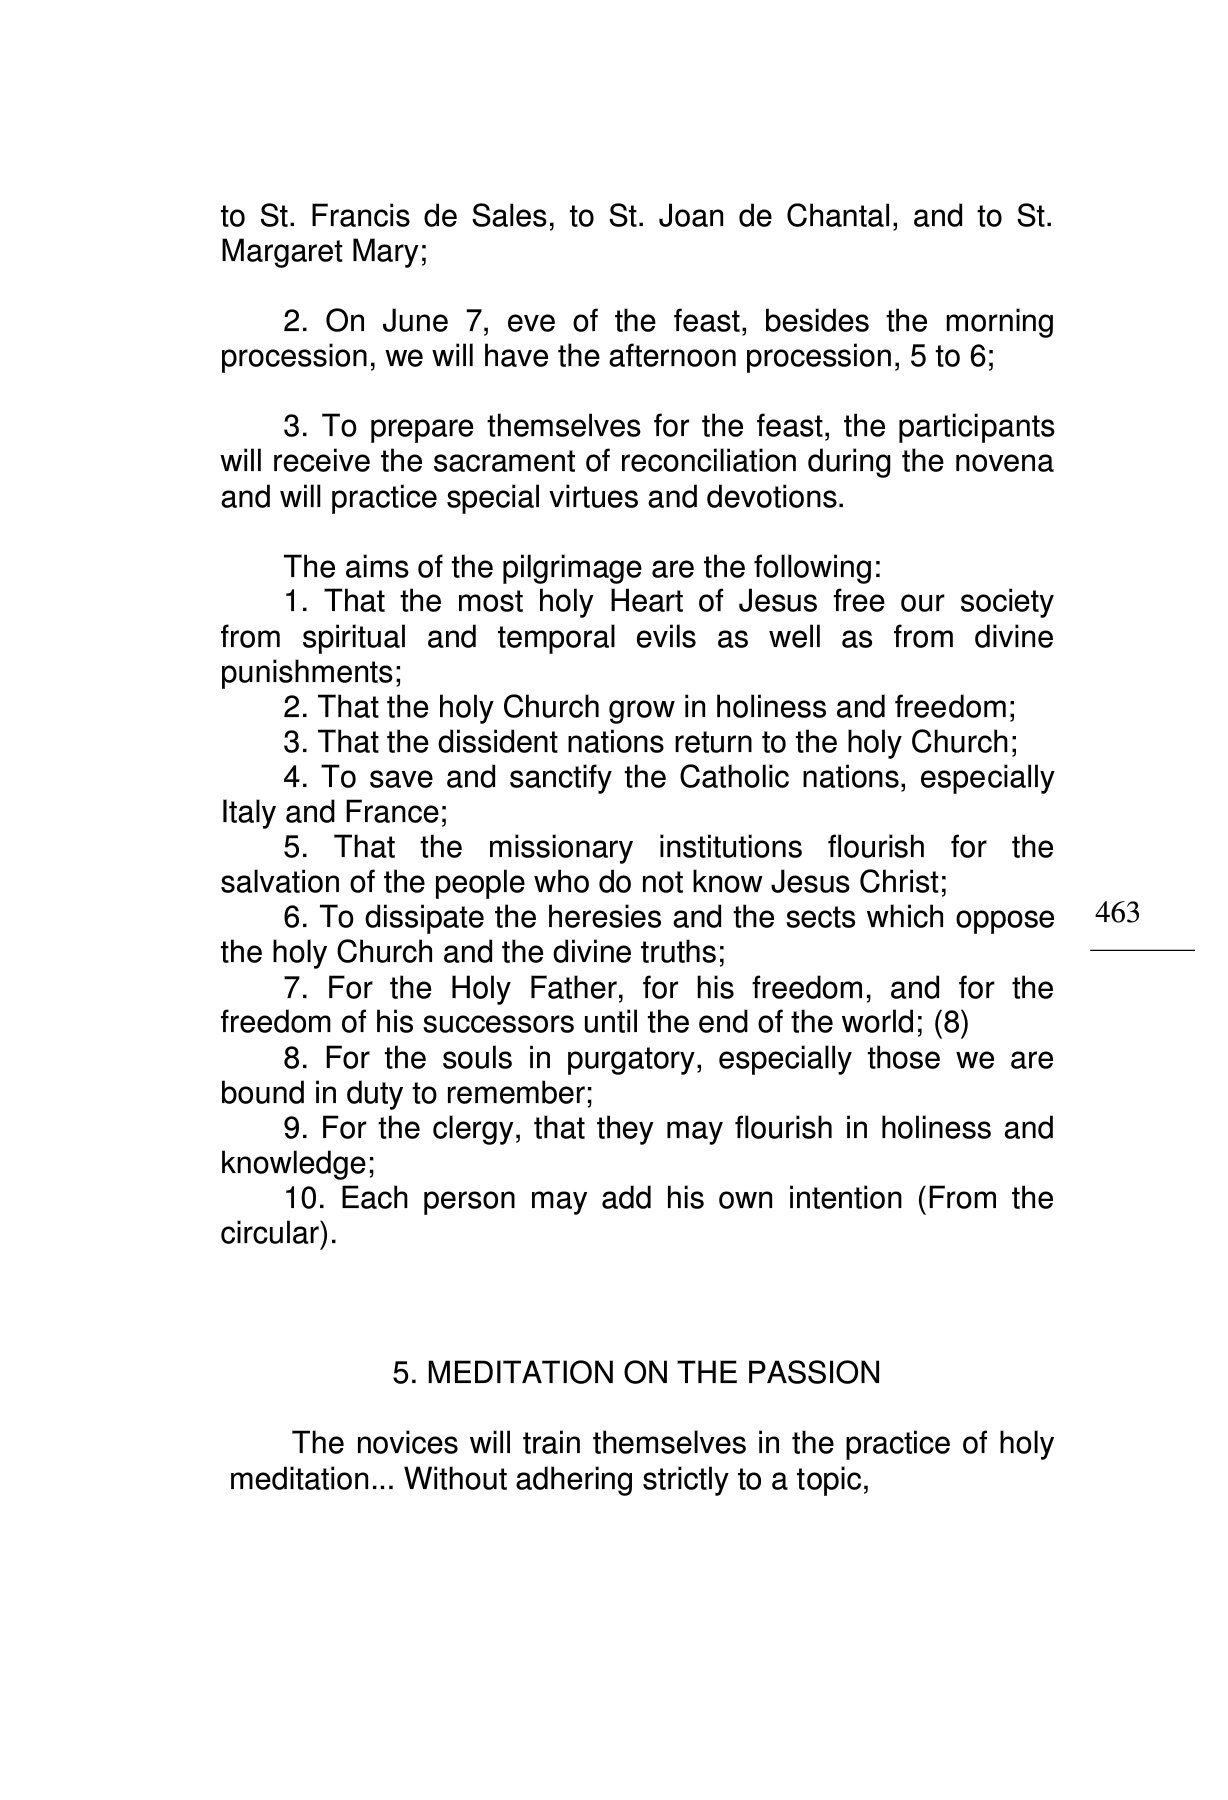 to St. Francis de Sales, to St. Joan de Chantal, and to St.
Margaret Mary;
2. On June 7, eve of the feast, besides the morning
procession, we will have the afternoon procession, 5 to 6;
3. To prepare themselves for the feast, the participants
will receive the sacrament of reconciliation during the novena
and will practice special virtues and devotions.
The aims of the pilgrimage are the following:
1. That the most holy Heart of Jesus free our society
from spiritual and temporal evils as well as from divine
punishments;
2. That the holy Church grow in holiness and freedom;
3. That the dissident nations return to the holy Church;
4. To save and sanctify the Catholic nations, especially
Italy and France;
5. That the missionary institutions flourish for the
salvation of the people who do not know Jesus Christ;
6. To dissipate the heresies and the sects which oppose
the holy Church and the divine truths;
463
7. For the Holy Father, for his freedom, and for the
freedom of his successors until the end of the world; (8)
8. For the souls in purgatory, especially those we are
bound in duty to remember;
9. For the clergy, that they may flourish in holiness and
knowledge;
10. Each person may add his own intention (From the
circular).
5. MEDITATION ON THE PASSION
The novices will train themselves in the practice of holy
meditation... Without adhering strictly to a topic,